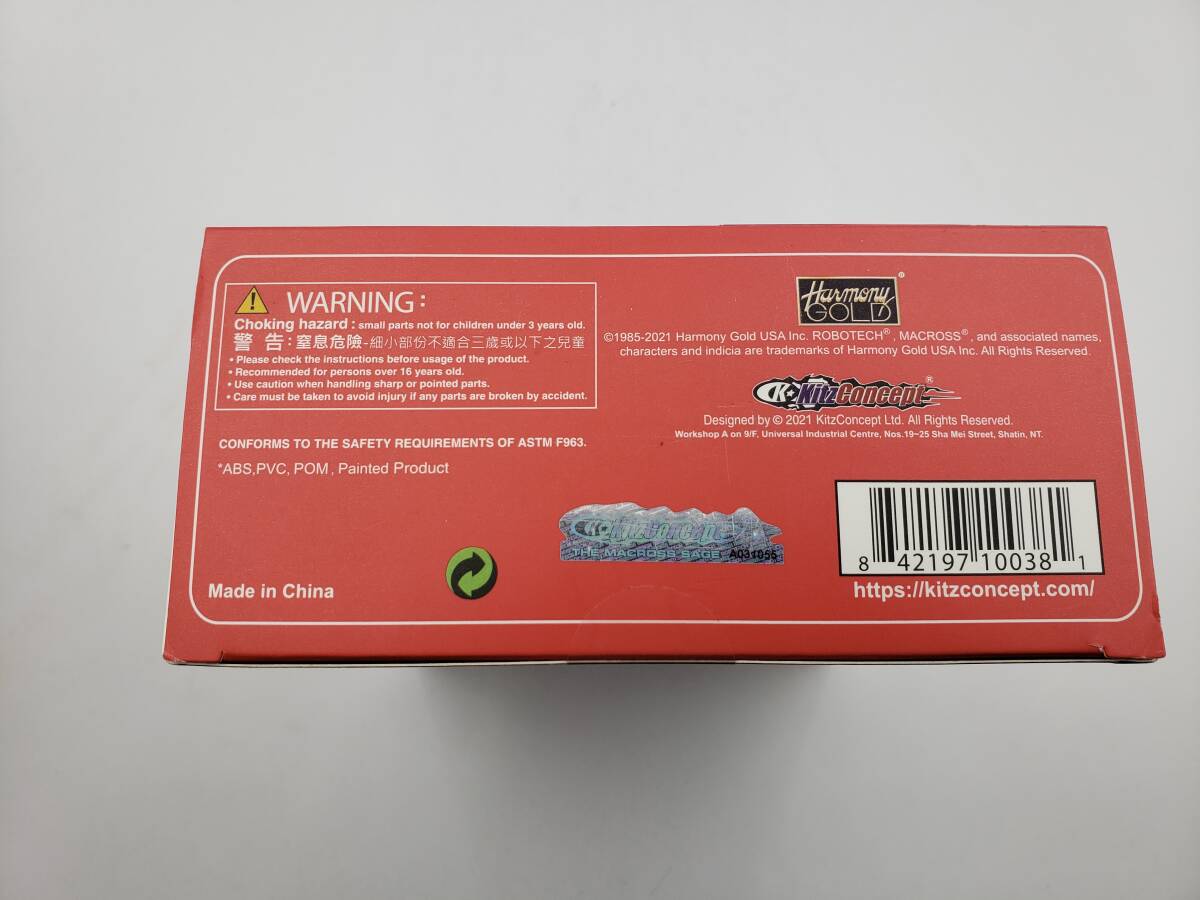 WARNING:
Choking hazard : small parts not for children under 3 years old.
警 告 : 窒息危險-細小部份不適合三歲或以下之兒童
• Please check the instructions before usage of the product.
• Recommended for persons over 16 years old.
• Use caution when handling sharp or pointed parts.
• Care must be taken to avoid injury if any parts are broken by accident.
CONFORMS TO THE SAFETY REQUIREMENTS OF ASTM F963.
*ABS,PVC, POM, Painted Product
Made in China
Harmony ®
GOLD
©1985-2021 Harmony Gold USA Inc. ROBOTECH®, MACROSS®, and associated names,
characters and indicia are trademarks of Harmony Gold USA Inc. All Rights Reserved.
K KitzConcept ®
Designed by © 2021 KitzConcept Ltd. All Rights Reserved.
Workshop A on 9/F, Universal Industrial Centre, Nos.19~25 Sha Mei Street, Shatin, NT.
K KitzConcept
THE MACROSS SAGE A031055
8 42197 10038 1
https://kitzconcept.com/